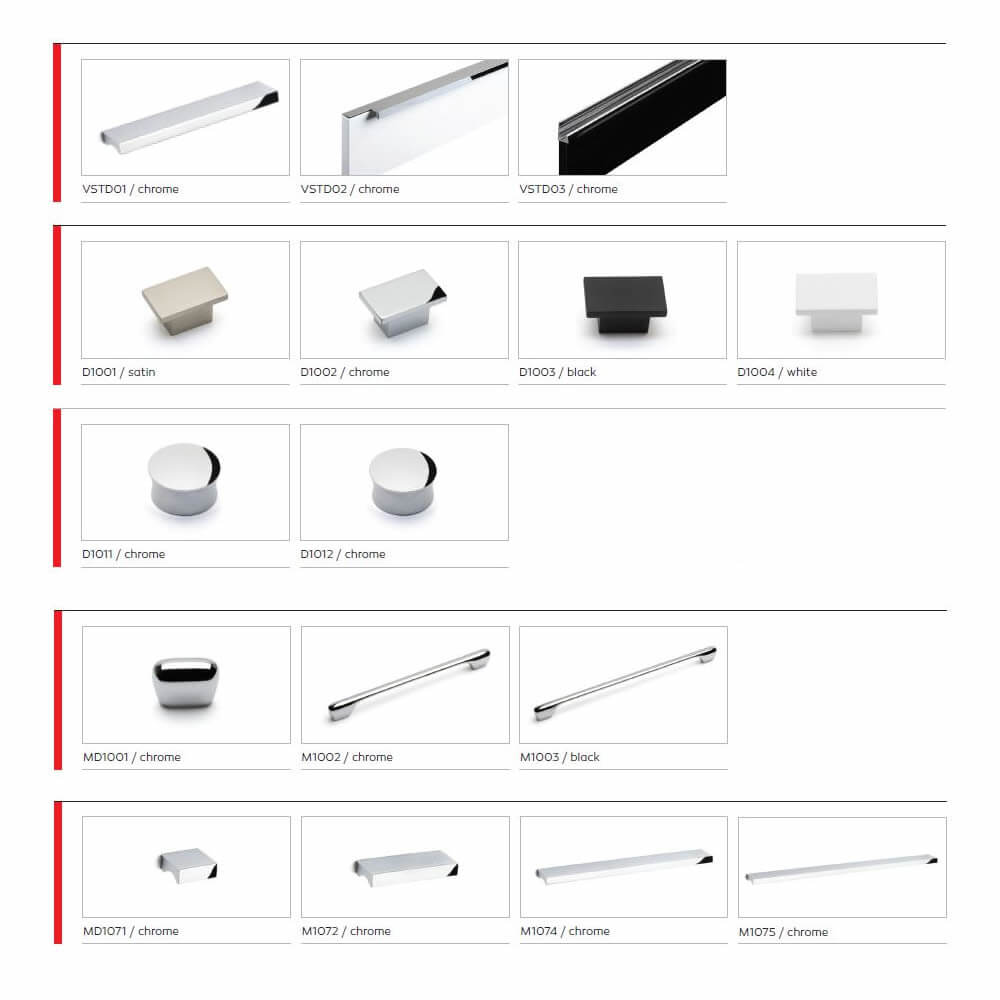 VSTD01 / chrome
VSTD02 / chrome
VSTD03 / chrome
D1001 / satin
D1002 / chrome
D1003 / black
D1004 / white
D1011 / chrome
D1012 / chrome
MD1001 / chrome
M1002 / chrome
M1003 / black
MD1071 / chrome
M1072 / chrome
M1074 / chrome
M1075 / chrome